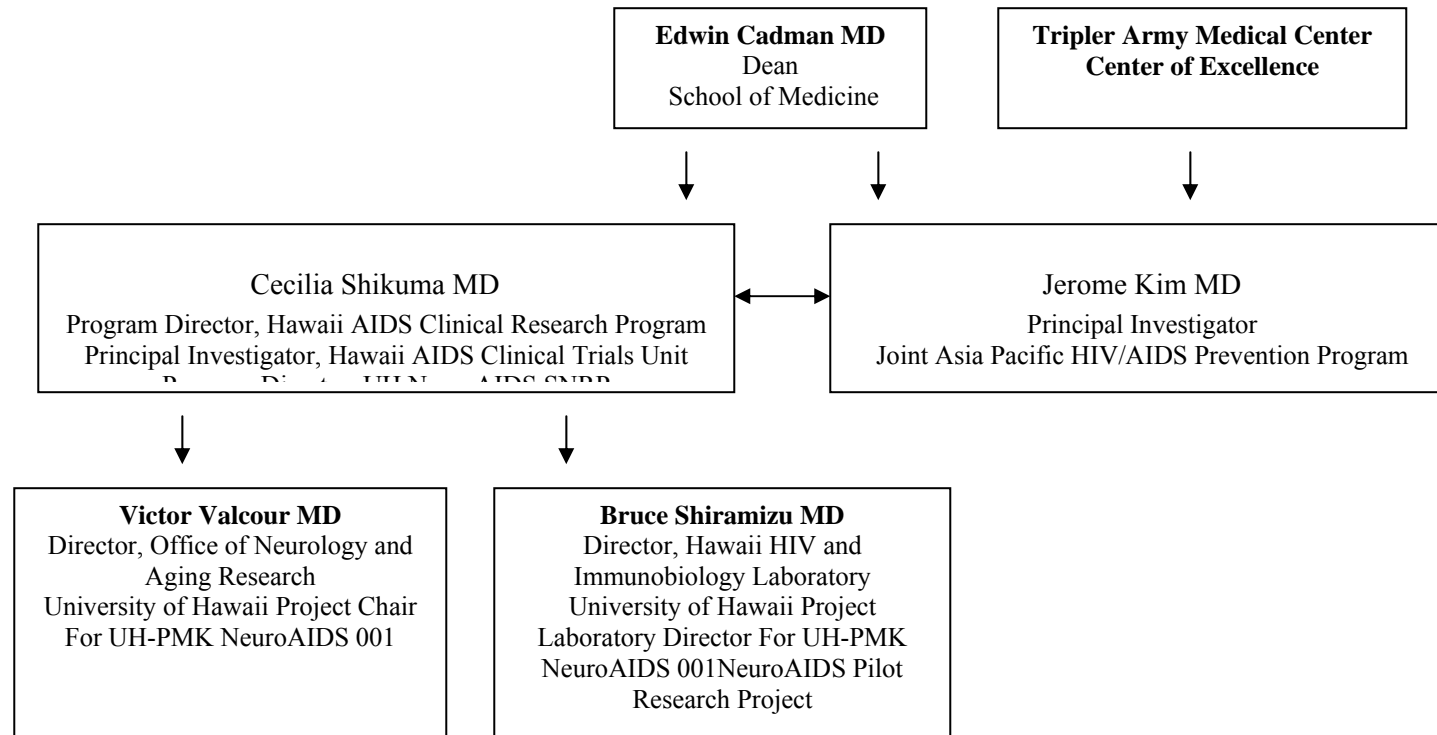 Edwin Cadman MD
Dean
School of Medicine
Tripler Army Medical Center
Center of Excellence
Cecilia Shikuma MD
Program Director, Hawaii AIDS Clinical Research Program
Principal Investigator, Hawaii AIDS Clinical Trials Unit
Jerome Kim MD
Principal Investigator
Joint Asia Pacific HIV/AIDS Prevention Program
Victor Valcour MD
Director, Office of Neurology and
Aging Research
University of Hawaii Project Chair
For UH-PMK NeuroAIDS 001
Bruce Shiramizu MD
Director, Hawaii HIV and
Immunobiology Laboratory
University of Hawaii Project
Laboratory Director For UH-PMK
NeuroAIDS 001NeuroAIDS Pilot
Research Project